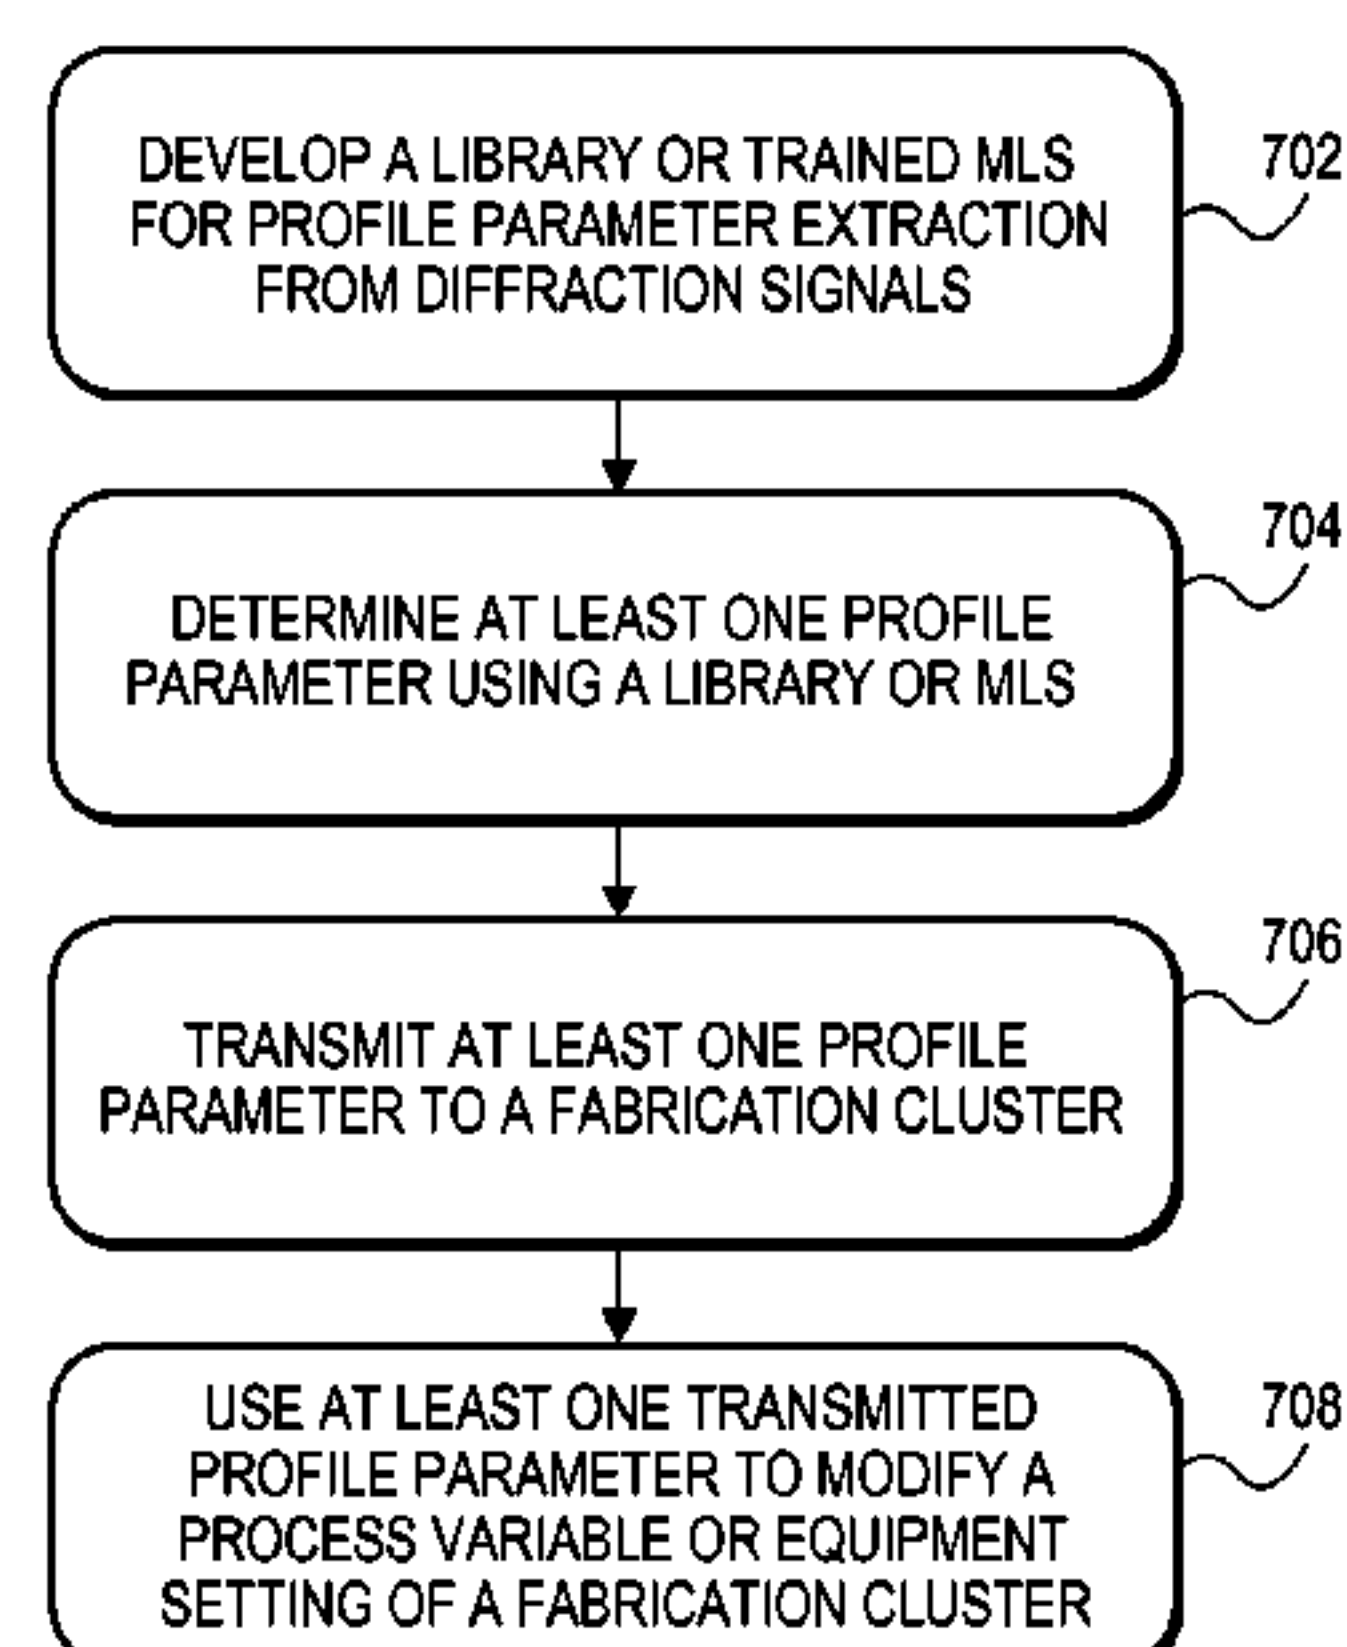 DEVELOP A LIBRARY OR TRAINED MLS
FOR PROFILE PARAMETER EXTRACTION
FROM DIFFRACTION SIGNALS
702
DETERMINE AT LEAST ONE PROFILE
PARAMETER USING A LIBRARY OR MLS
704
TRANSMIT AT LEAST ONE PROFILE
PARAMETER TO A FABRICATION CLUSTER
706
USE AT LEAST ONE TRANSMITTED
PROFILE PARAMETER TO MODIFY A
PROCESS VARIABLE OR EQUIPMENT
SETTING OF A FABRICATION CLUSTER
708